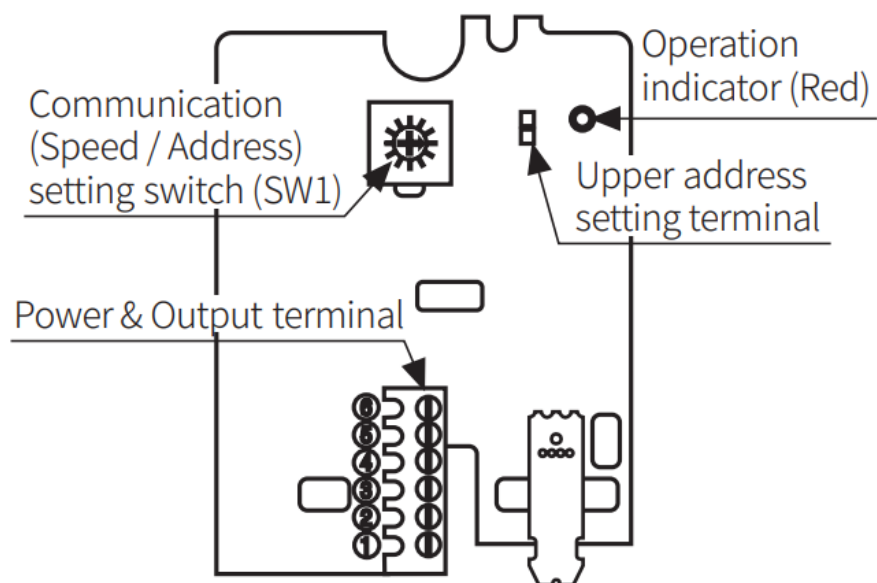 Operation
indicator (Red)
Communication
(Speed / Address)
setting switch (SW1)
Upper address
setting terminal
Power & Output terminal
6
5
4
3
2
1